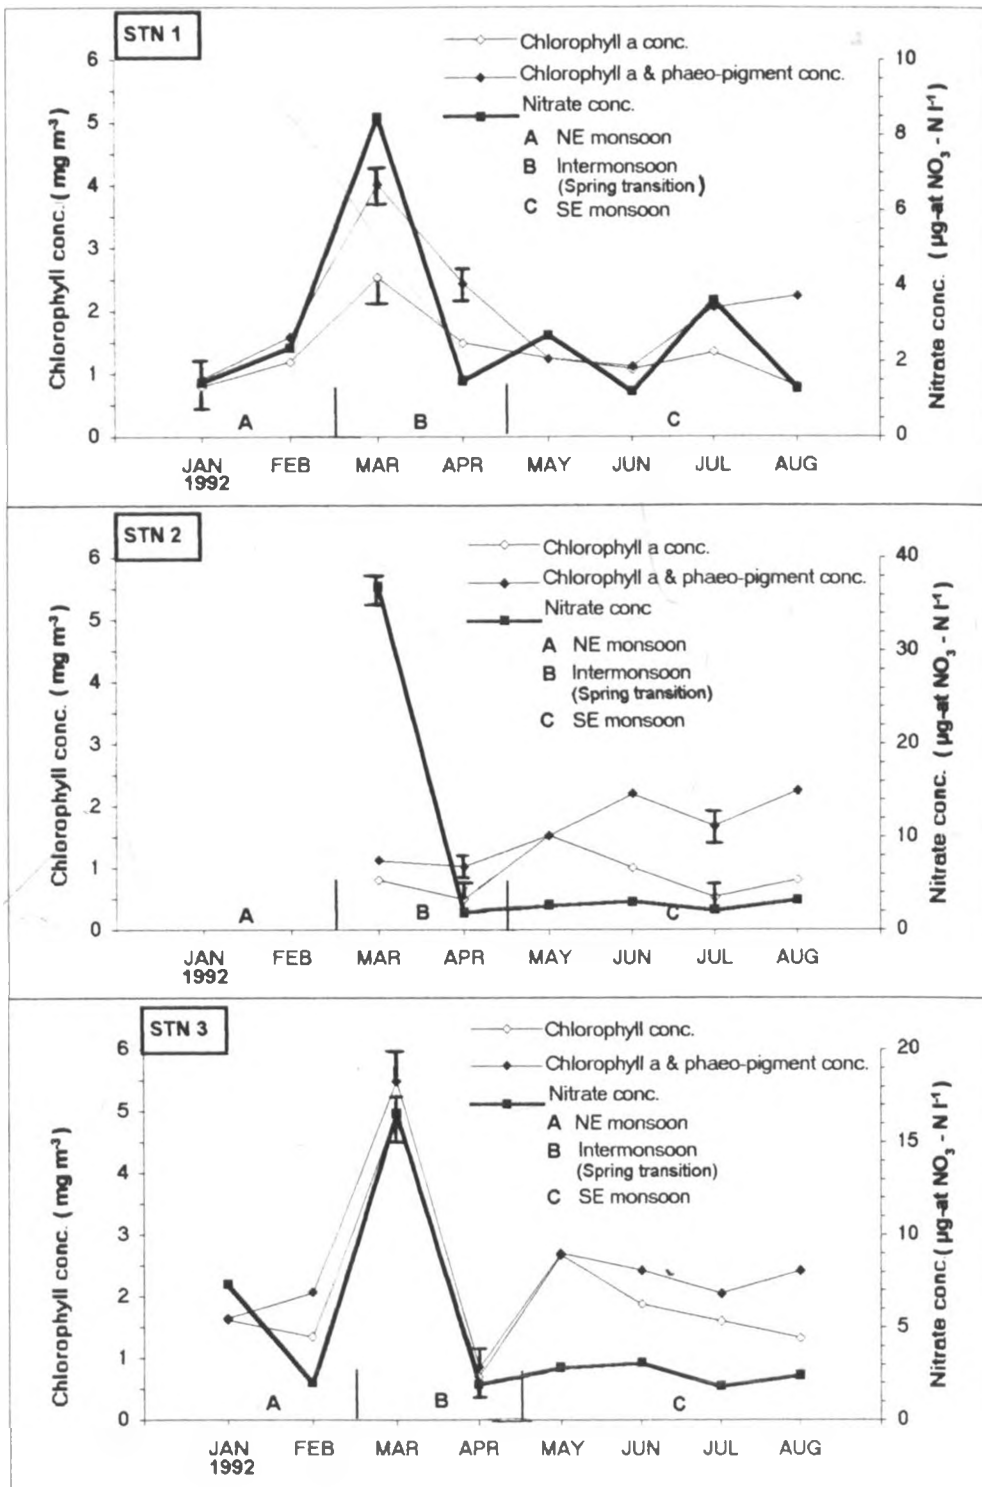 STN 1
Chlorophyll a conc.
Chlorophyll a & phaeo-pigment conc.
Nitrate conc.
A NE monsoon
B Intermonsoon
(Spring transition)
C SE monsoon
Chlorophyll conc. ( mg m⁻³ )
6
5
4
3
2
1
0
10
8
6
4
2
0
Nitrate conc. ( µg-at NO₃ - N l⁻¹)
A
B
C
JAN FEB MAR APR MAY JUN JUL AUG
1992
STN 2
Chlorophyll a conc.
Chlorophyll a & phaeo-pigment conc.
Nitrate conc
A NE monsoon
B Intermonsoon
(Spring transition)
C SE monsoon
Chlorophyll conc. ( mg m⁻³ )
6
5
4
3
2
1
0
40
30
20
10
0
Nitrate conc. ( µg-at NO₃ - N l⁻¹)
A
B
C
JAN FEB MAR APR MAY JUN JUL AUG
1992
STN 3
Chlorophyll conc.
Chlorophyll a & phaeo-pigment conc.
Nitrate conc.
A NE monsoon
B Intermonsoon
(Spring transition)
C SE monsoon
Chlorophyll conc. ( mg m⁻³ )
6
5
4
3
2
1
0
20
15
10
5
0
Nitrate conc.( µg-at NO₃ - N l⁻¹)
A
B
C
JAN FEB MAR APR MAY JUN JUL AUG
1992